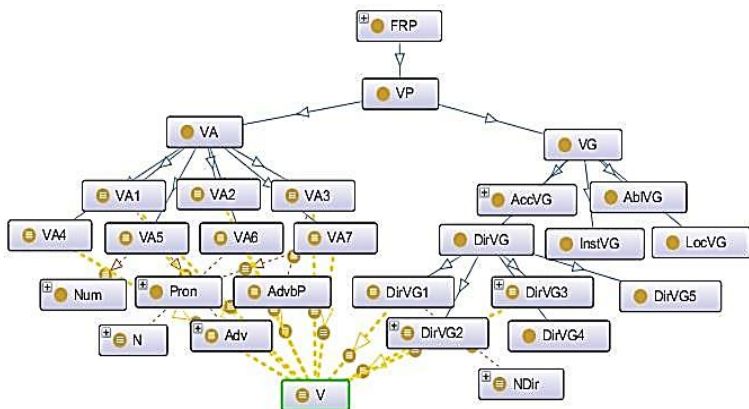 FRP
VP
VA
VG
VA1
VA2
VA3
AccVG
AblVG
VA4
VA5
VA6
VA7
DirVG
InstVG
LocVG
Num
Pron
AdvbP
DirVG1
DirVG3
DirVG5
N
Adv
DirVG2
DirVG4
V
NDir